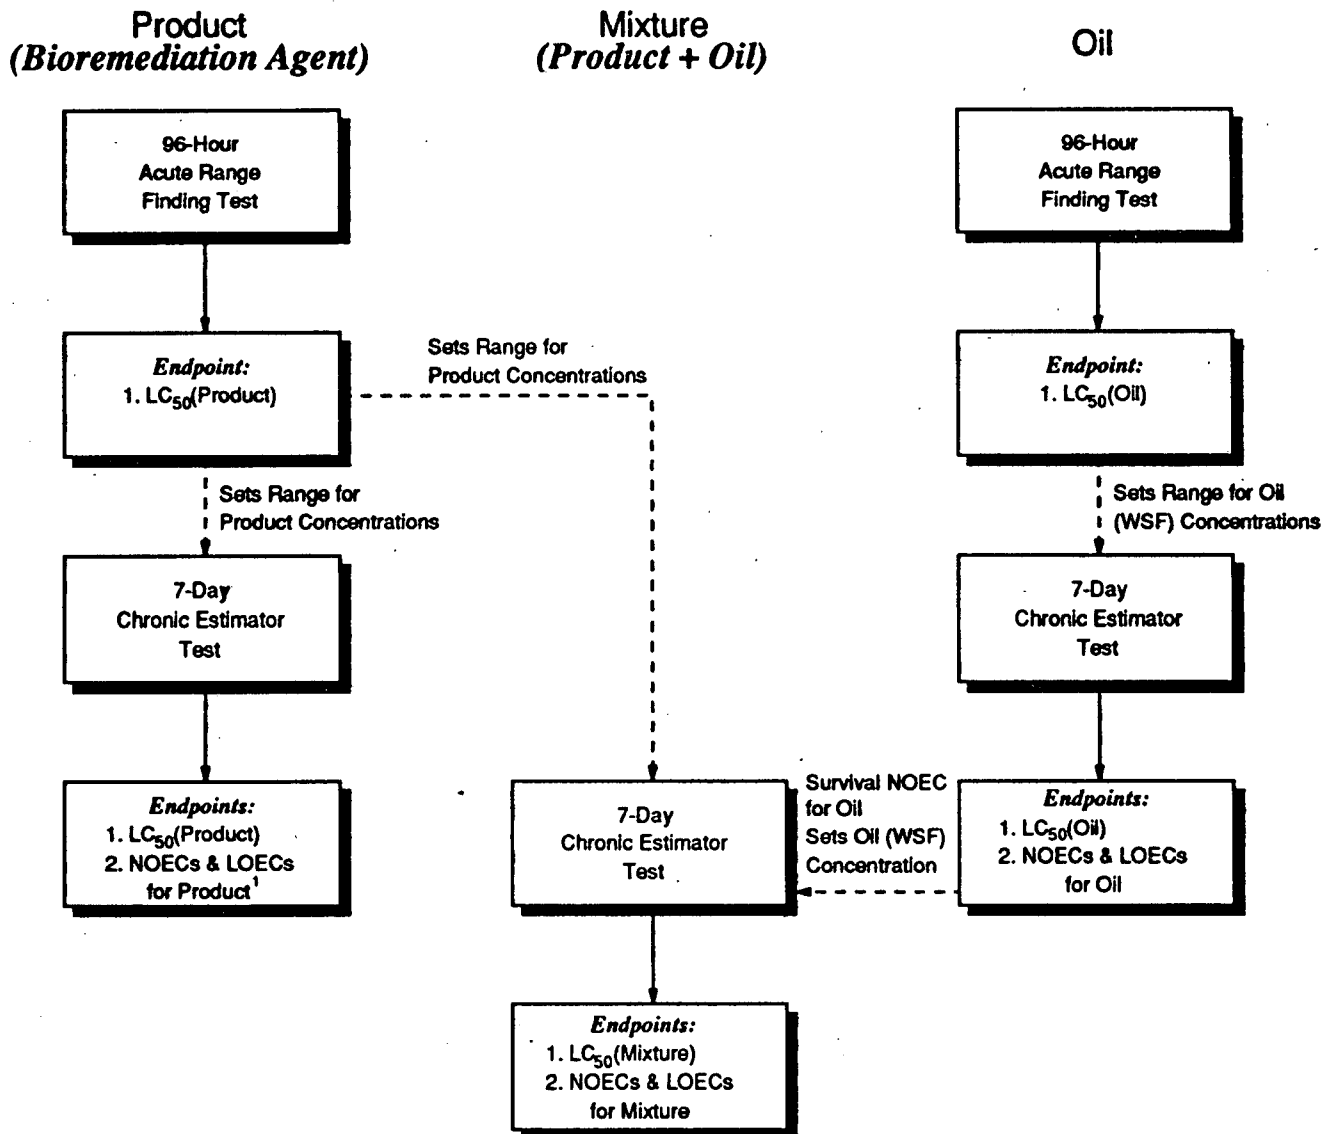 Product
(Bioremediation Agent)
Mixture
(Product + Oil)
Oil
96-Hour
Acute Range
Finding Test
96-Hour
Acute Range
Finding Test
Endpoint:
1. LC50(Product)
Sets Range for
Product Concentrations
Endpoint:
1. LC50(Oil)
Sets Range for
Product Concentrations
Sets Range for Oil
(WSF) Concentrations
7-Day
Chronic Estimator
Test
7-Day
Chronic Estimator
Test
Endpoints:
1. LC50(Product)
2. NOECs & LOECs
for Product1
7-Day
Chronic Estimator
Test
Survival NOEC
for Oil
Sets Oil (WSF)
Concentration
Endpoints:
1. LC50(Oil)
2. NOECs & LOECs
for Oil
Endpoints:
1. LC50(Mixture)
2. NOECs & LOECs
for Mixture